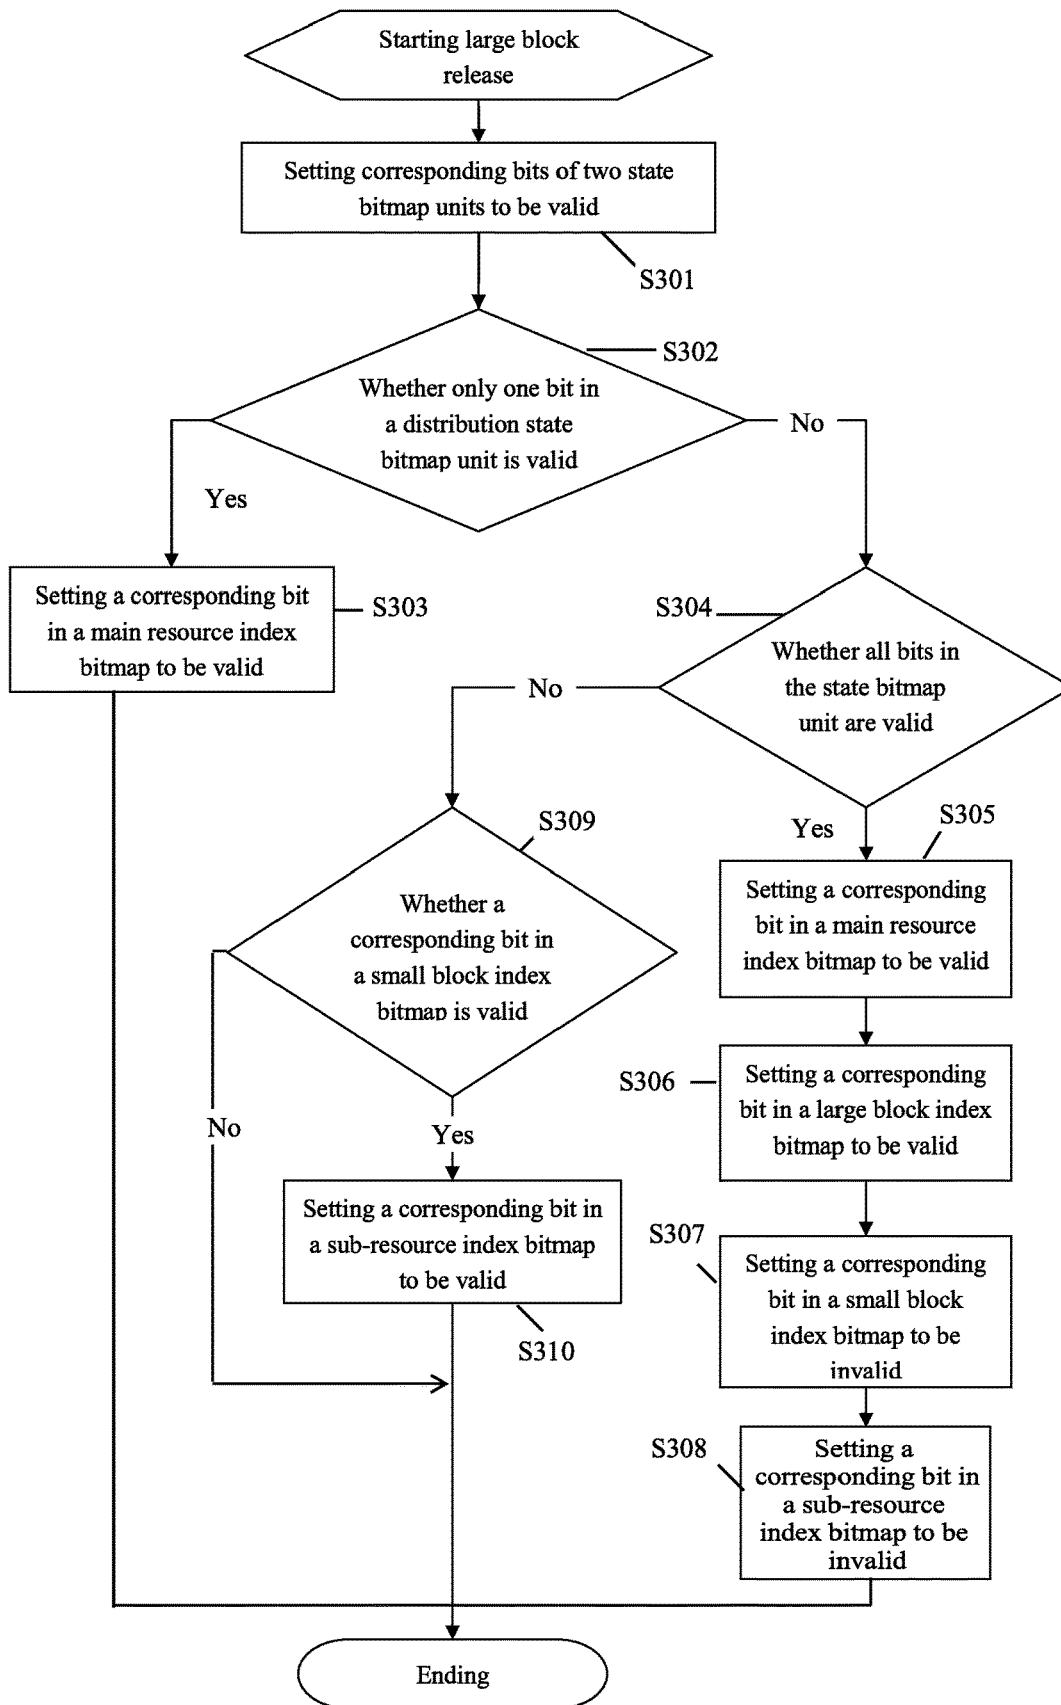 Starting large block
release
Setting corresponding bits of two state
bitmap units to be valid
S301
S302
Whether only one bit in
a distribution state
bitmap unit is valid
No
Yes
Setting a corresponding bit
in a main resource index
bitmap to be valid
S303
S304
Whether all bits in
the state bitmap
unit are valid
No
S309
Yes
S305
Whether a
corresponding bit in
a small block index
bitmap is valid
Setting a corresponding
bit in a main resource
index bitmap to be valid
S306
Setting a corresponding
bit in a large block index
bitmap to be valid
No
Yes
Setting a corresponding bit in
a sub-resource index bitmap
to be valid
S310
S307
Setting a corresponding
bit in a small block
index bitmap to be
invalid
S308
Setting a
corresponding bit in
a sub-resource
index bitmap to be
invalid
Ending